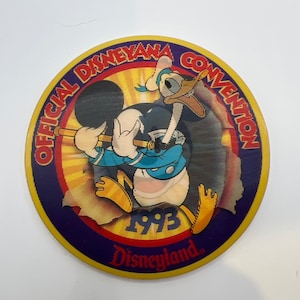 OFFICIAL DISNEYANA CONVENTION
1993
Disneyland®